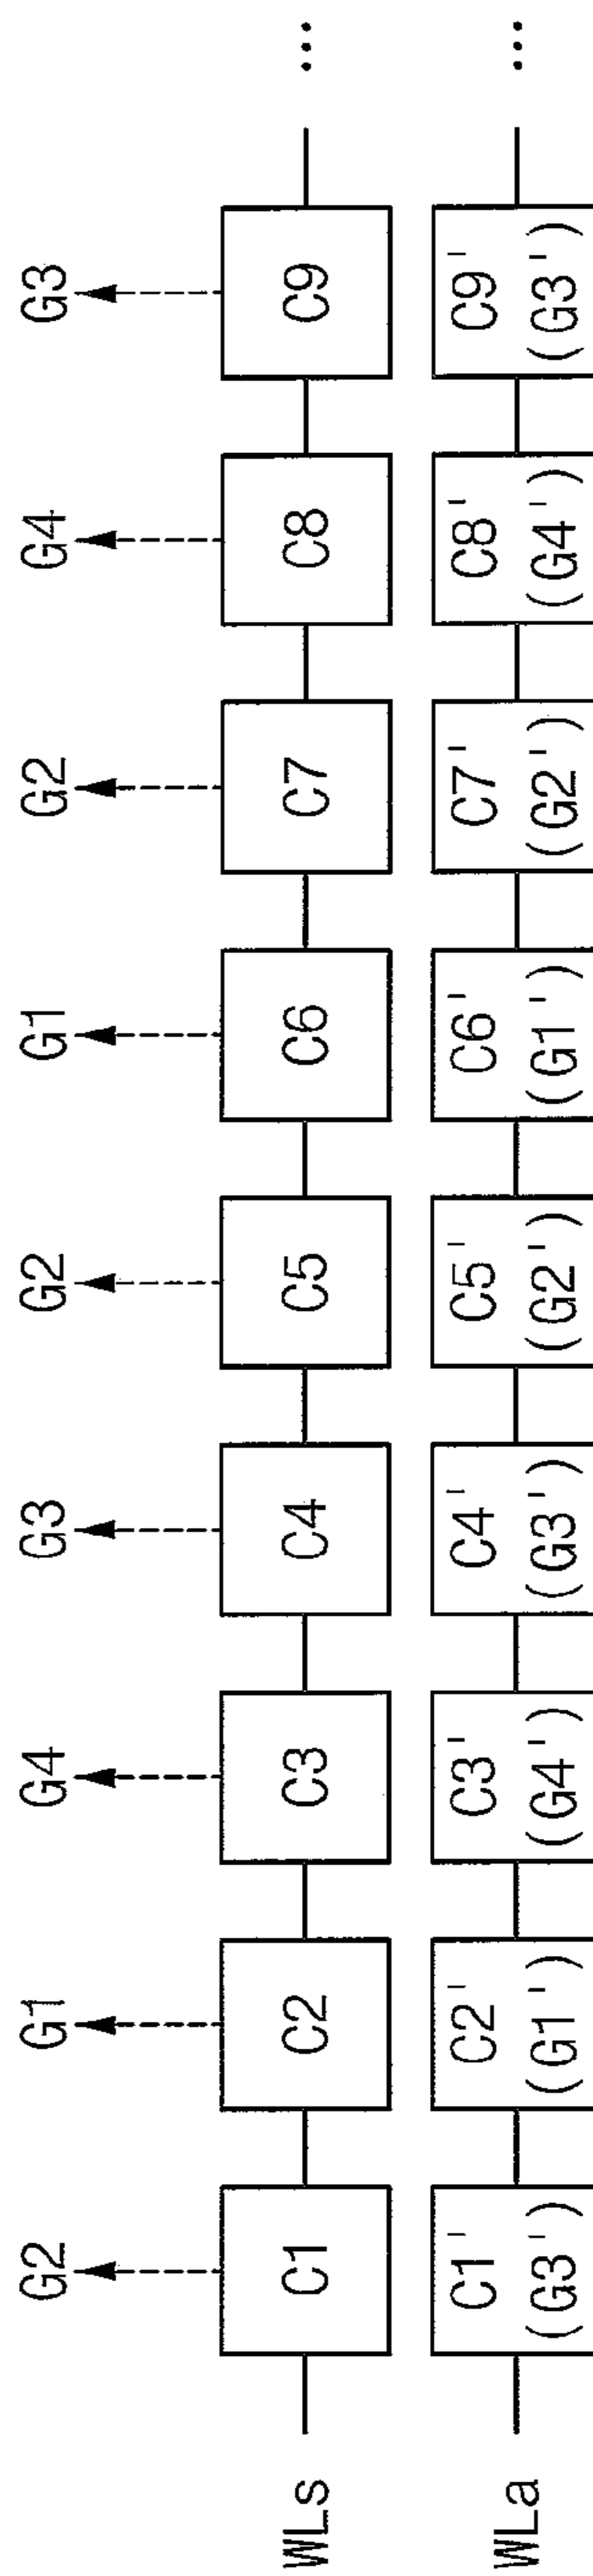 G2 G1 G4 G3 G2 G1 G2 G4 G3
WLs C1 C2 C3 C4 C5 C6 C7 C8 C9 ...
WLa C1' C2' C3' C4' C5' C6' C7' C8' C9' ...
(G3') (G1') (G4') (G3') (G2') (G1') (G2') (G4') (G3')